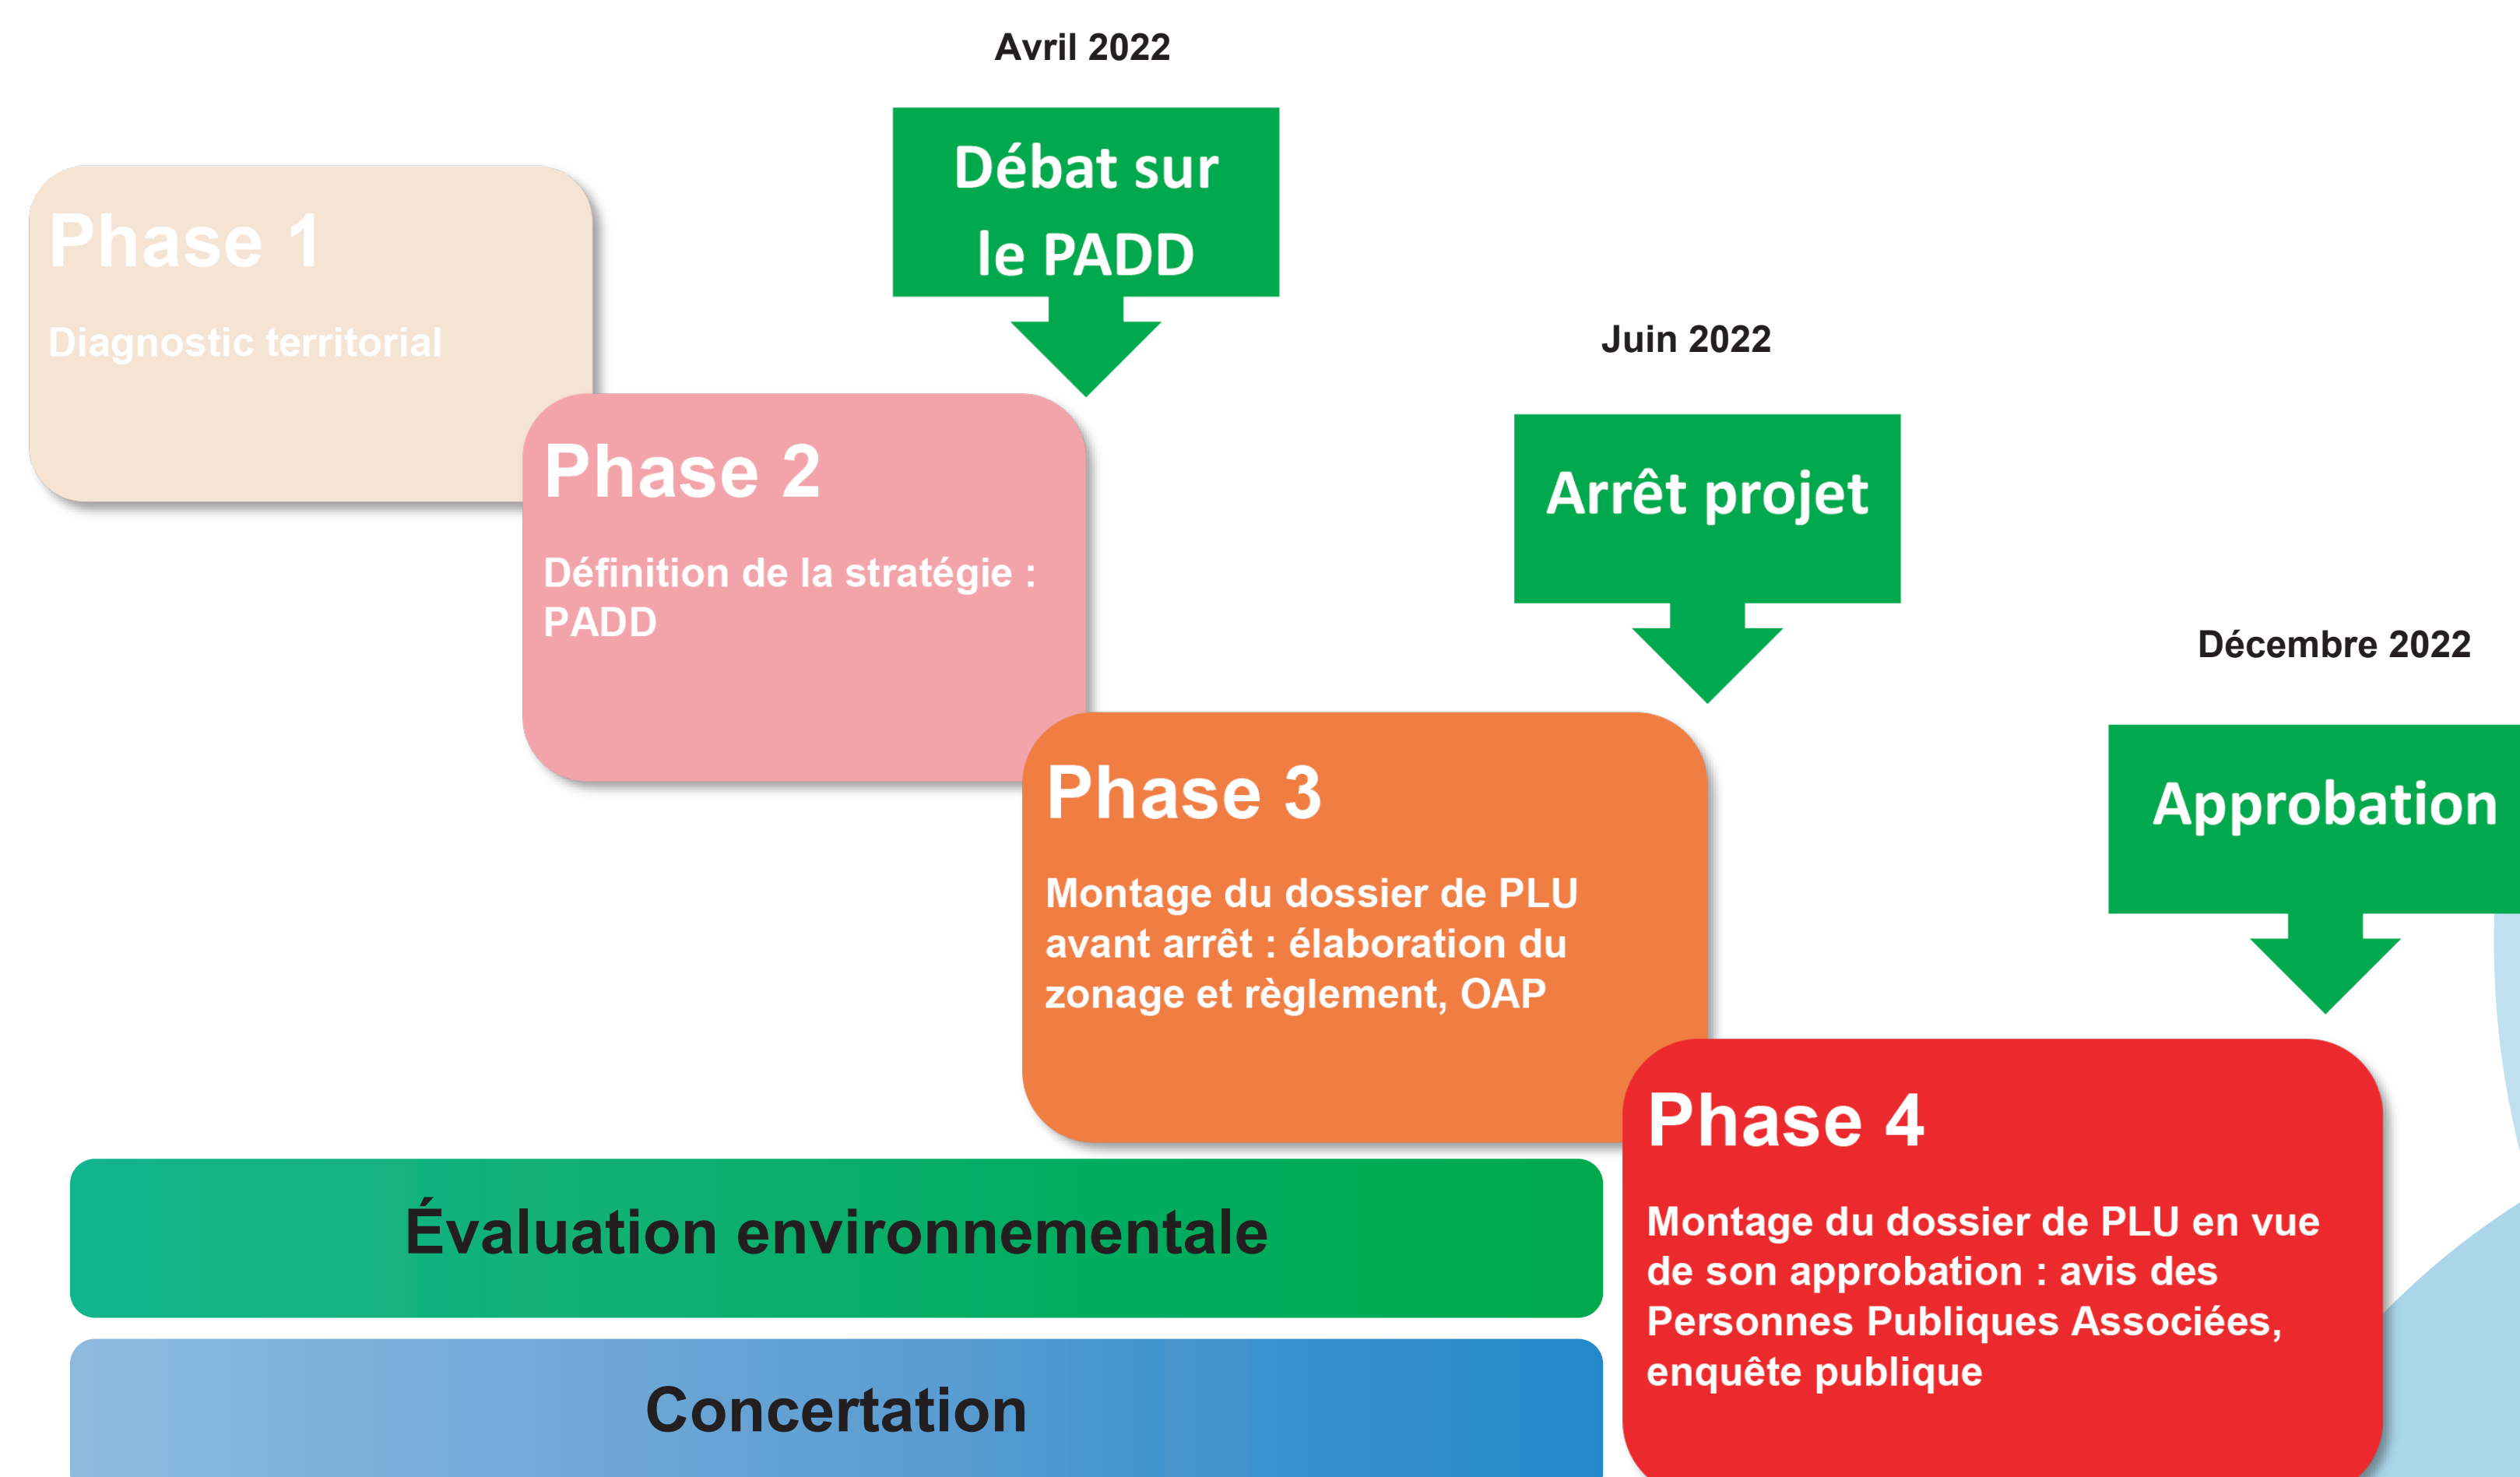 Avril 2022
Débat sur
le PADD
Phase 1
Diagnostic territorial
Juin 2022
Arrêt projet
Phase 2
Définition de la stratégie :
PADD
Décembre 2022
Approbation
Phase 3
Montage du dossier de PLU
avant arrêt : élaboration du
zonage et règlement, OAP
Phase 4
Montage du dossier de PLU en vue
de son approbation : avis des
Personnes Publiques Associées,
enquête publique
Évaluation environnementale
Concertation